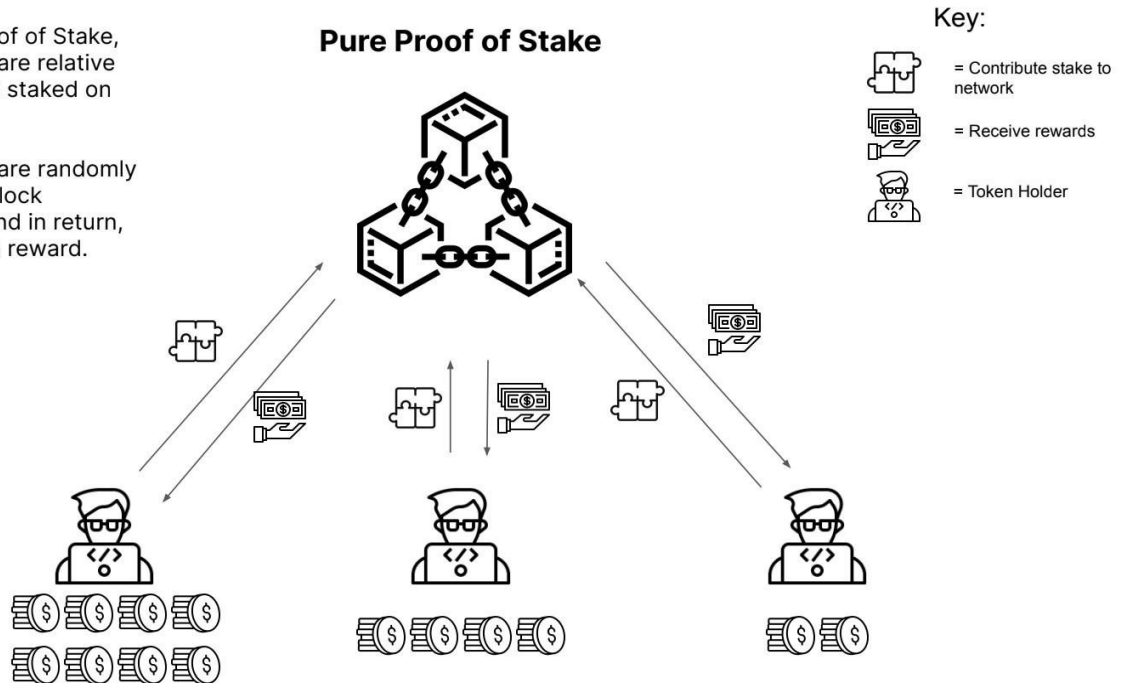 of of Stake,
are relative
staked on
are randomly
lock
nd in return,
reward.
Pure Proof of Stake
Key:
= Contribute stake to
network
= Receive rewards
= Token Holder